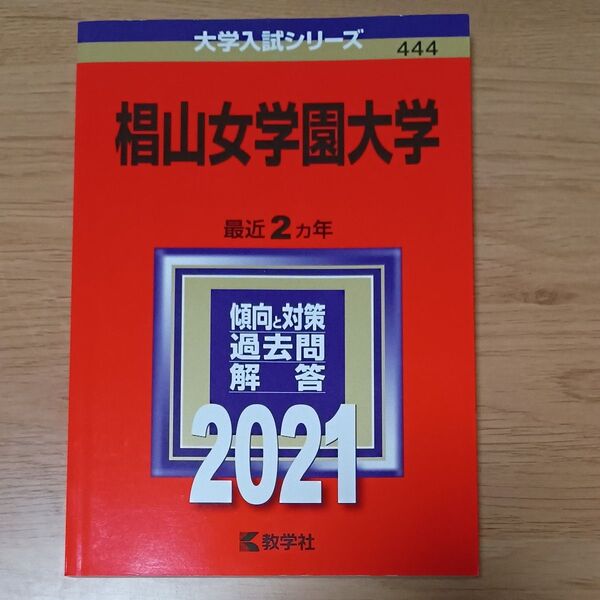 大学入試シリーズ
444
椙山女学園大学
最近2カ年
傾向と対策
過去問
解答
2021
教学社